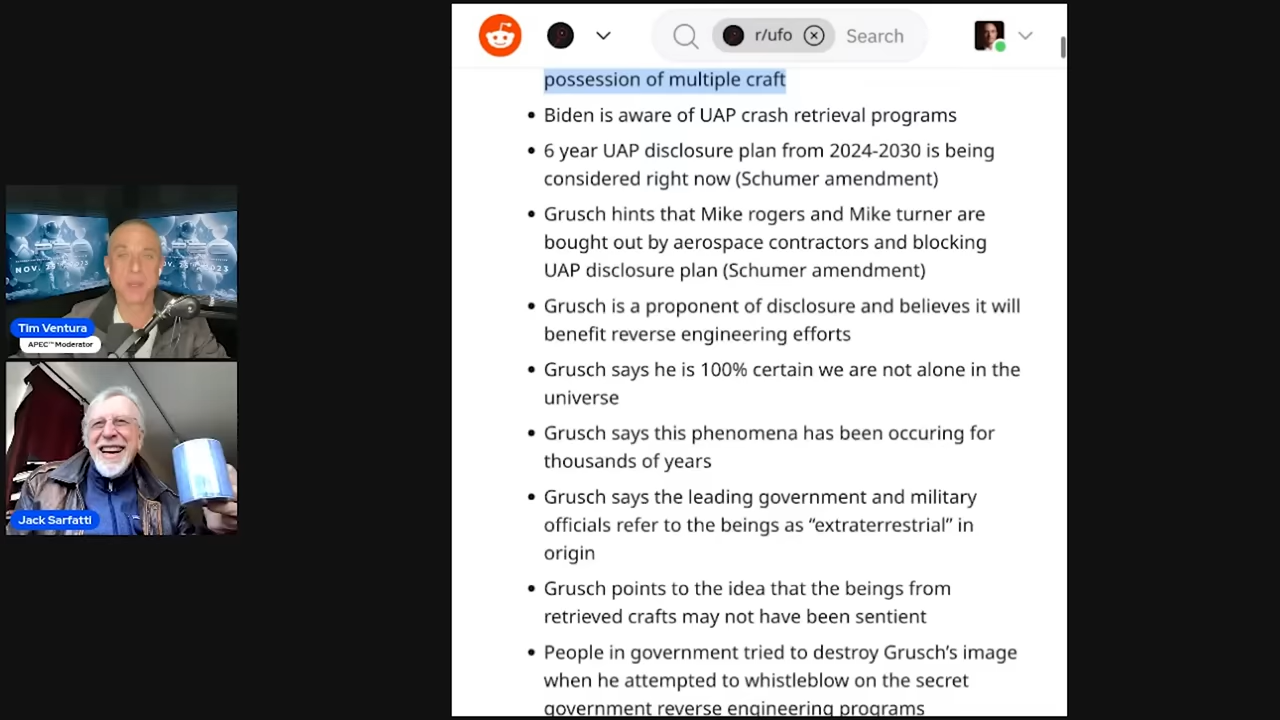 r/ufo
Search
possession of multiple craft
• Biden is aware of UAP crash retrieval programs
• 6 year UAP disclosure plan from 2024-2030 is being
considered right now (Schumer amendment)
• Grusch hints that Mike rogers and Mike turner are
bought out by aerospace contractors and blocking
UAP disclosure plan (Schumer amendment)
• Grusch is a proponent of disclosure and believes it will
benefit reverse engineering efforts
• Grusch says he is 100% certain we are not alone in the
universe
• Grusch says this phenomena has been occuring for
thousands of years
• Grusch says the leading government and military
officials refer to the beings as “extraterrestrial” in
origin
• Grusch points to the idea that the beings from
retrieved crafts may not have been sentient
• People in government tried to destroy Grusch’s image
when he attempted to whistleblow on the secret
government reverse engineering programs
NOV. 25
2023
Tim Ventura
APEC™ Moderator
Jack Sarfatti